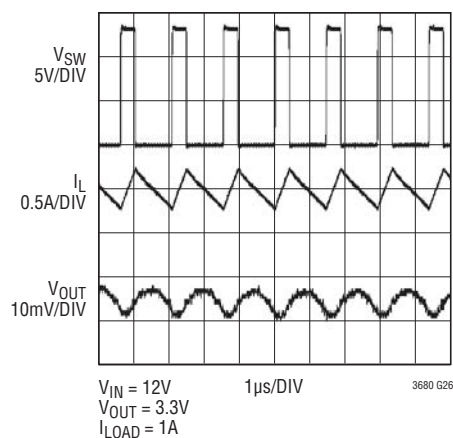 VSW
5V/DIV
IL
0.5A/DIV
VOUT
10mV/DIV
VIN = 12V
VOUT = 3.3V
ILOAD = 1A
1µs/DIV
3680 G26